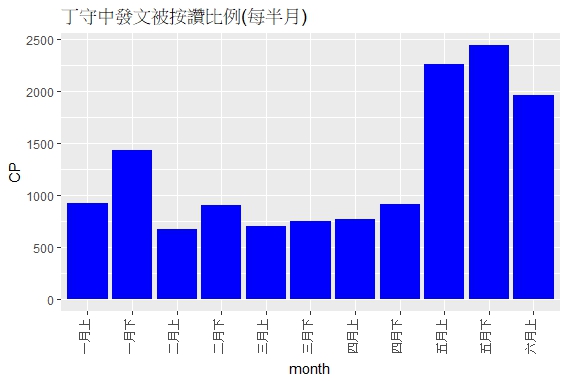 丁守中發文被按讚比例(每半月)
CP
2500
2000
1500
1000
500
0
一月上
一月下
二月上
二月下
三月上
三月下
四月上
四月下
五月上
五月下
六月上
month